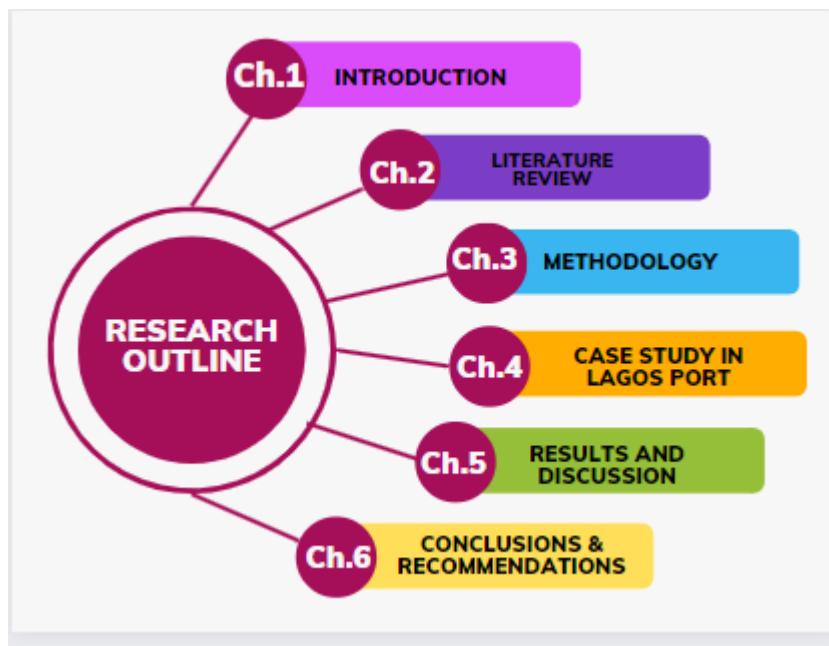 Ch.1
INTRODUCTION
Ch.2
LITERATURE
REVIEW
Ch.3
METHODOLOGY
RESEARCH
OUTLINE
Ch.4
CASE STUDY IN
LAGOS PORT
Ch.5
RESULTS AND
DISCUSSION
Ch.6
CONCLUSIONS &
RECOMMENDATIONS